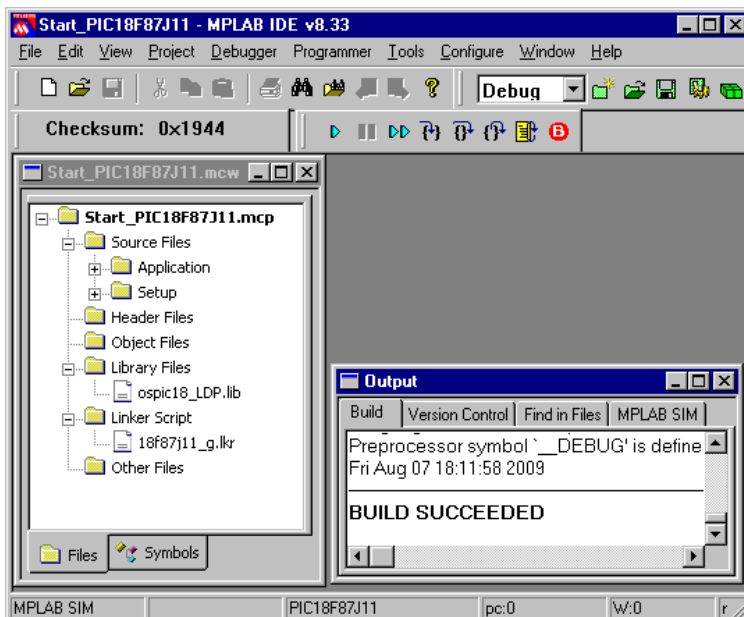 Start_PIC18F87J11 - MPLAB IDE v8.33
File Edit View Project Debugger Programmer Tools Configure Window Help
Debug
Checksum: 0x1944
Start_PIC18F87J11.mcw
Start_PIC18F87J11.mcp
Source Files
Application
Setup
Header Files
Object Files
Library Files
ospic18_LDP.lib
Linker Script
18f87j11_g.lkr
Other Files
Files Symbols
Output
Build Version Control Find in Files MPLAB SIM
Preprocessor symbol `__DEBUG' is define
Fri Aug 07 18:11:58 2009
BUILD SUCCEEDED
MPLAB SIM PIC18F87J11 pc:0 W:0 r